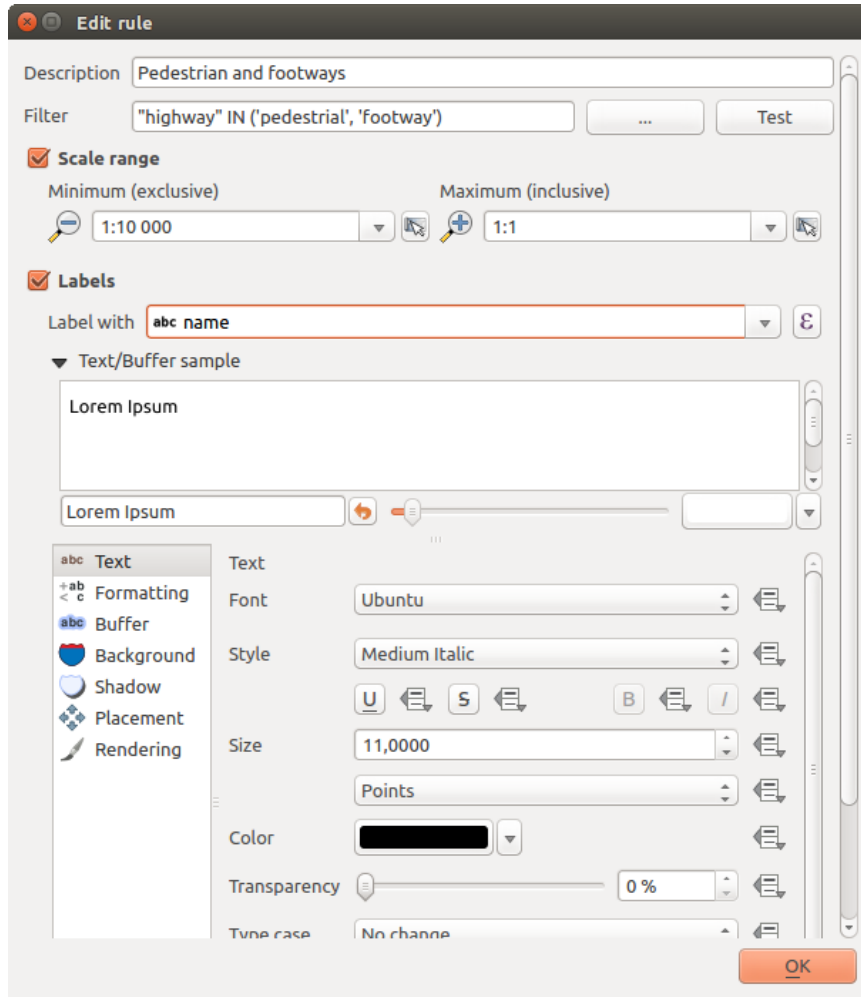 Edit rule
Description Pedestrian and footways
Filter "highway" IN ('pedestrial', 'footway') ... Test
Scale range
Minimum (exclusive) Maximum (inclusive)
1:10 000 1:1
Labels
Label with abc name ε
Text/Buffer sample
Lorem Ipsum
Lorem Ipsum
abc Text Text
+ab < c Formatting Font Ubuntu
abc Buffer
Background Style Medium Italic
Shadow U S B I
Placement
Rendering Size 11,0000
Points
Color
Transparency 0 %
Type case No change
OK